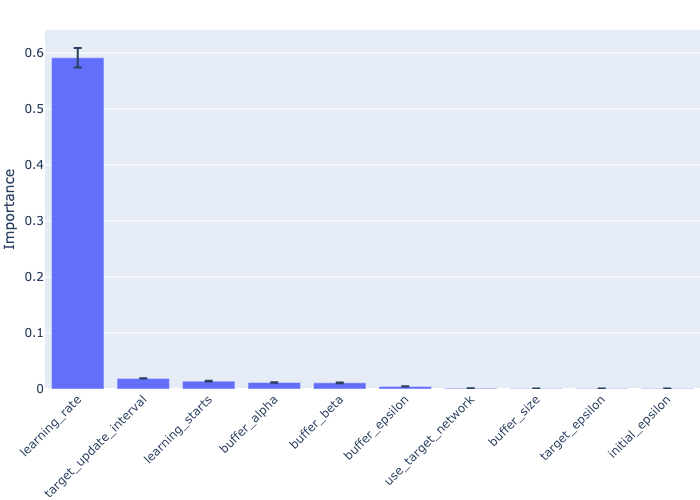 Importance
0.6
0.5
0.4
0.3
0.2
0.1
0
learning_rate
target_update_interval
learning_starts
buffer_alpha
buffer_beta
buffer_epsilon
use_target_network
buffer_size
target_epsilon
initial_epsilon